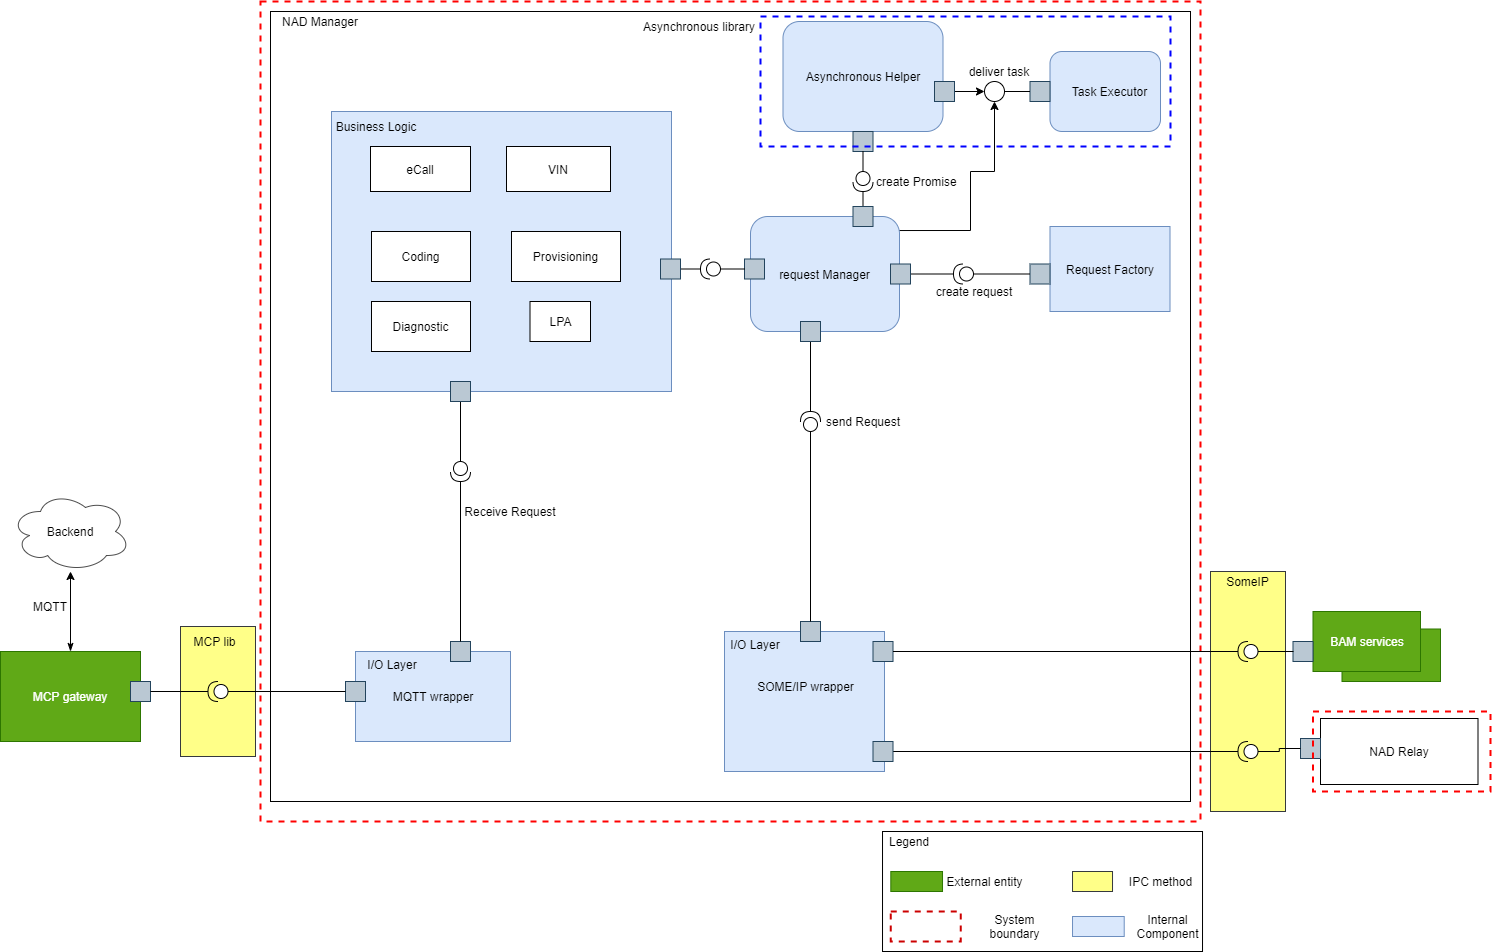 NAD Manager
Asynchronous library
Asynchronous Helper
deliver task
Task Executor
Business Logic
eCall
VIN
create Promise
Coding
Provisioning
request Manager
Request Factory
create request
Diagnostic
LPA
send Request
Receive Request
Backend
MQTT
MCP lib
MCP gateway
I/O Layer
MQTT wrapper
I/O Layer
SOME/IP wrapper
SomeIP
BAM services
NAD Relay
Legend
External entity
IPC method
System
boundary
Internal
Component